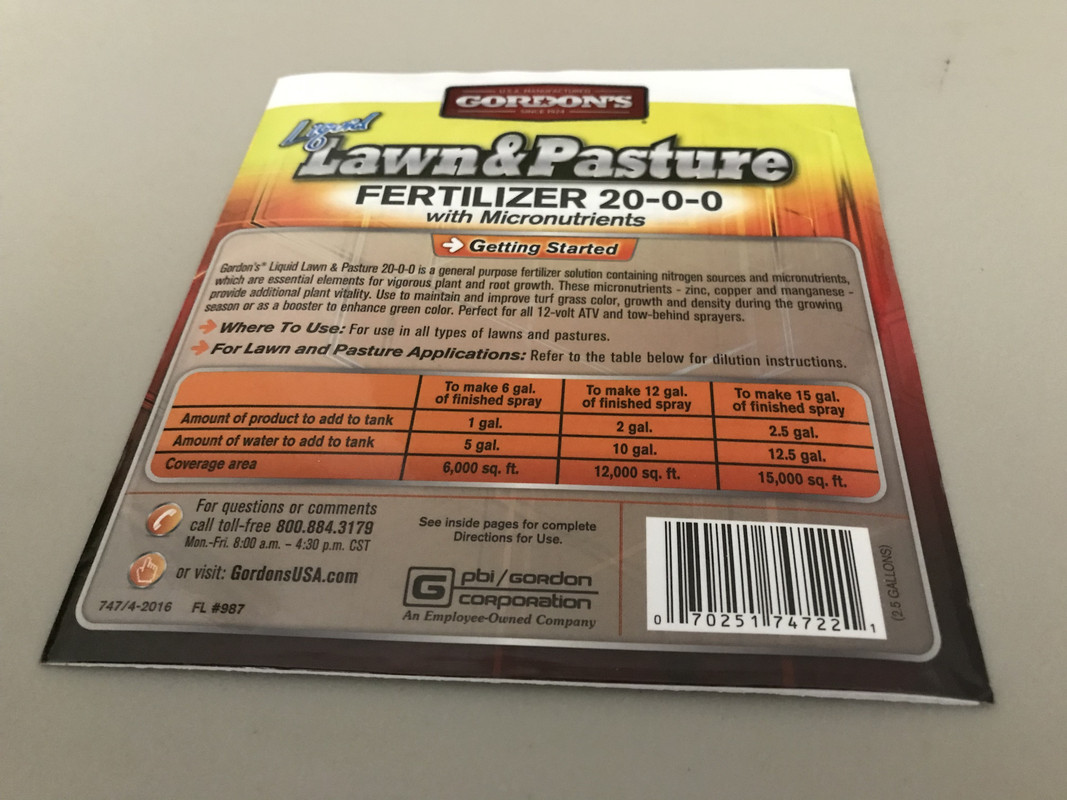 U.S.A. MANUFACTURED
GORDON'S
SINCE 1914
Liquid
Lawn&Pasture
FERTILIZER 20-0-0
with Micronutrients
Getting Started
Gordon's® Liquid Lawn & Pasture 20-0-0 is a general purpose fertilizer solution containing nitrogen sources and micronutrients,
which are essential elements for vigorous plant and root growth. These micronutrients - zinc, copper and manganese -
provide additional plant vitality. Use to maintain and improve turf grass color, growth and density during the growing
season or as a booster to enhance green color. Perfect for all 12-volt ATV and tow-behind sprayers.
Where To Use: For use in all types of lawns and pastures.
For Lawn and Pasture Applications: Refer to the table below for dilution instructions.
To make 6 gal. of finished spray To make 12 gal. of finished spray To make 15 gal. of finished spray
Amount of product to add to tank 1 gal. 2 gal. 2.5 gal.
Amount of water to add to tank 5 gal. 10 gal. 12.5 gal.
Coverage area 6,000 sq. ft. 12,000 sq. ft. 15,000 sq. ft.
For questions or comments
call toll-free 800.884.3179
Mon.-Fri. 8:00 a.m. – 4:30 p.m. CST
or visit: GordonsUSA.com
747/4-2016 FL #987
See inside pages for complete
Directions for Use.
G pbi/GORDON
CORPORATION
An Employee-Owned Company
0 70251 74722 1
(2.5 GALLONS)